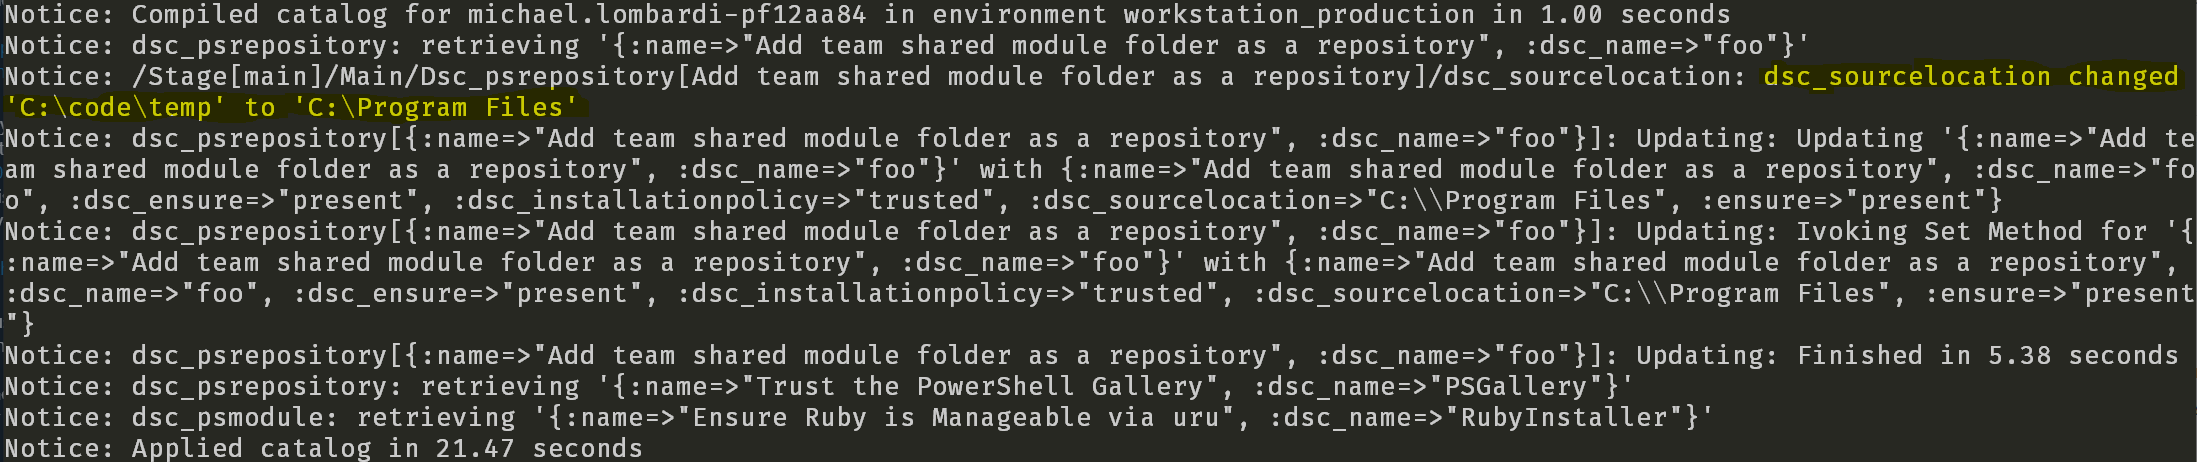 Notice: Compiled catalog for michael.lombardi-pf12aa84 in environment workstation_production in 1.00 seconds
Notice: dsc_psrepository: retrieving '{:name=>"Add team shared module folder as a repository", :dsc_name=>"foo"}'
Notice: /Stage[main]/Main/Dsc_psrepository[Add team shared module folder as a repository]/dsc_sourcelocation: dsc_sourcelocation changed
'C:\code\temp' to 'C:\Program Files'
Notice: dsc_psrepository[{:name=>"Add team shared module folder as a repository", :dsc_name=>"foo"}]: Updating: Updating '{:name=>"Add te
am shared module folder as a repository", :dsc_name=>"foo"}' with {:name=>"Add team shared module folder as a repository", :dsc_name=>"fo
o", :dsc_ensure=>"present", :dsc_installationpolicy=>"trusted", :dsc_sourcelocation=>"C:\\Program Files", :ensure=>"present"}
Notice: dsc_psrepository[{:name=>"Add team shared module folder as a repository", :dsc_name=>"foo"}]: Updating: Ivoking Set Method for '{
:name=>"Add team shared module folder as a repository", :dsc_name=>"foo"}' with {:name=>"Add team shared module folder as a repository",
:dsc_name=>"foo", :dsc_ensure=>"present", :dsc_installationpolicy=>"trusted", :dsc_sourcelocation=>"C:\\Program Files", :ensure=>"present
"}
Notice: dsc_psrepository[{:name=>"Add team shared module folder as a repository", :dsc_name=>"foo"}]: Updating: Finished in 5.38 seconds
Notice: dsc_psrepository: retrieving '{:name=>"Trust the PowerShell Gallery", :dsc_name=>"PSGallery"}'
Notice: dsc_psmodule: retrieving '{:name=>"Ensure Ruby is Manageable via uru", :dsc_name=>"RubyInstaller"}'
Notice: Applied catalog in 21.47 seconds